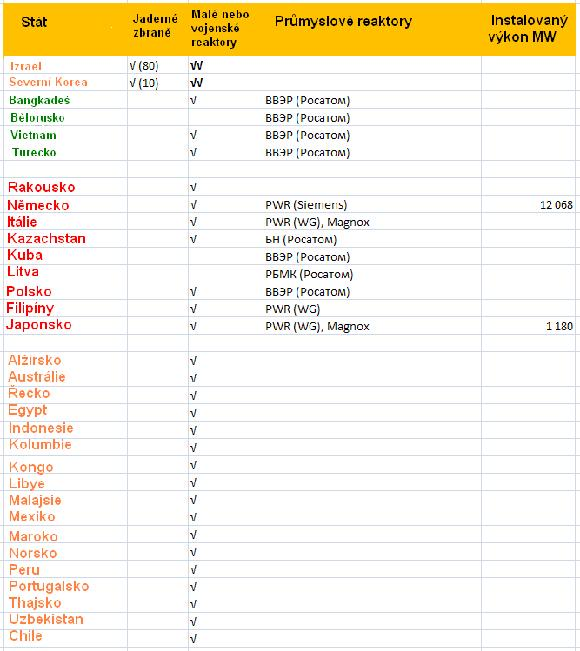 Stát Jaderné zbraně Malé nebo vojenské reaktory Průmyslové reaktory Instalovaný výkon MW
Izrael √ (80) √√
Severní Korea √ (10) √√
Bangkadeš √ ВВЭР (Росатом)
Bělorusko ВВЭР (Росатом)
Vietnam √ ВВЭР (Росатом)
Turecko √ ВВЭР (Росатом)
Rakousko √
Německo √ PWR (Siemens) 12 068
Itálie √ PWR (WG), Magnox
Kazachstan √ БН (Росатом)
Kuba ВВЭР (Росатом)
Litva РБМК (Росатом)
Polsko √ ВВЭР (Росатом)
Filipíny √ PWR (WG)
Japonsko √ PWR (WG), Magnox 1 180
Alžírsko √
Austrálie √
Řecko √
Egypt √
Indonesie √
Kolumbie √
Kongo √
Libye √
Malajsie √
Mexiko √
Maroko √
Norsko √
Peru √
Portugalsko √
Thajsko √
Uzbekistan √
Chile √